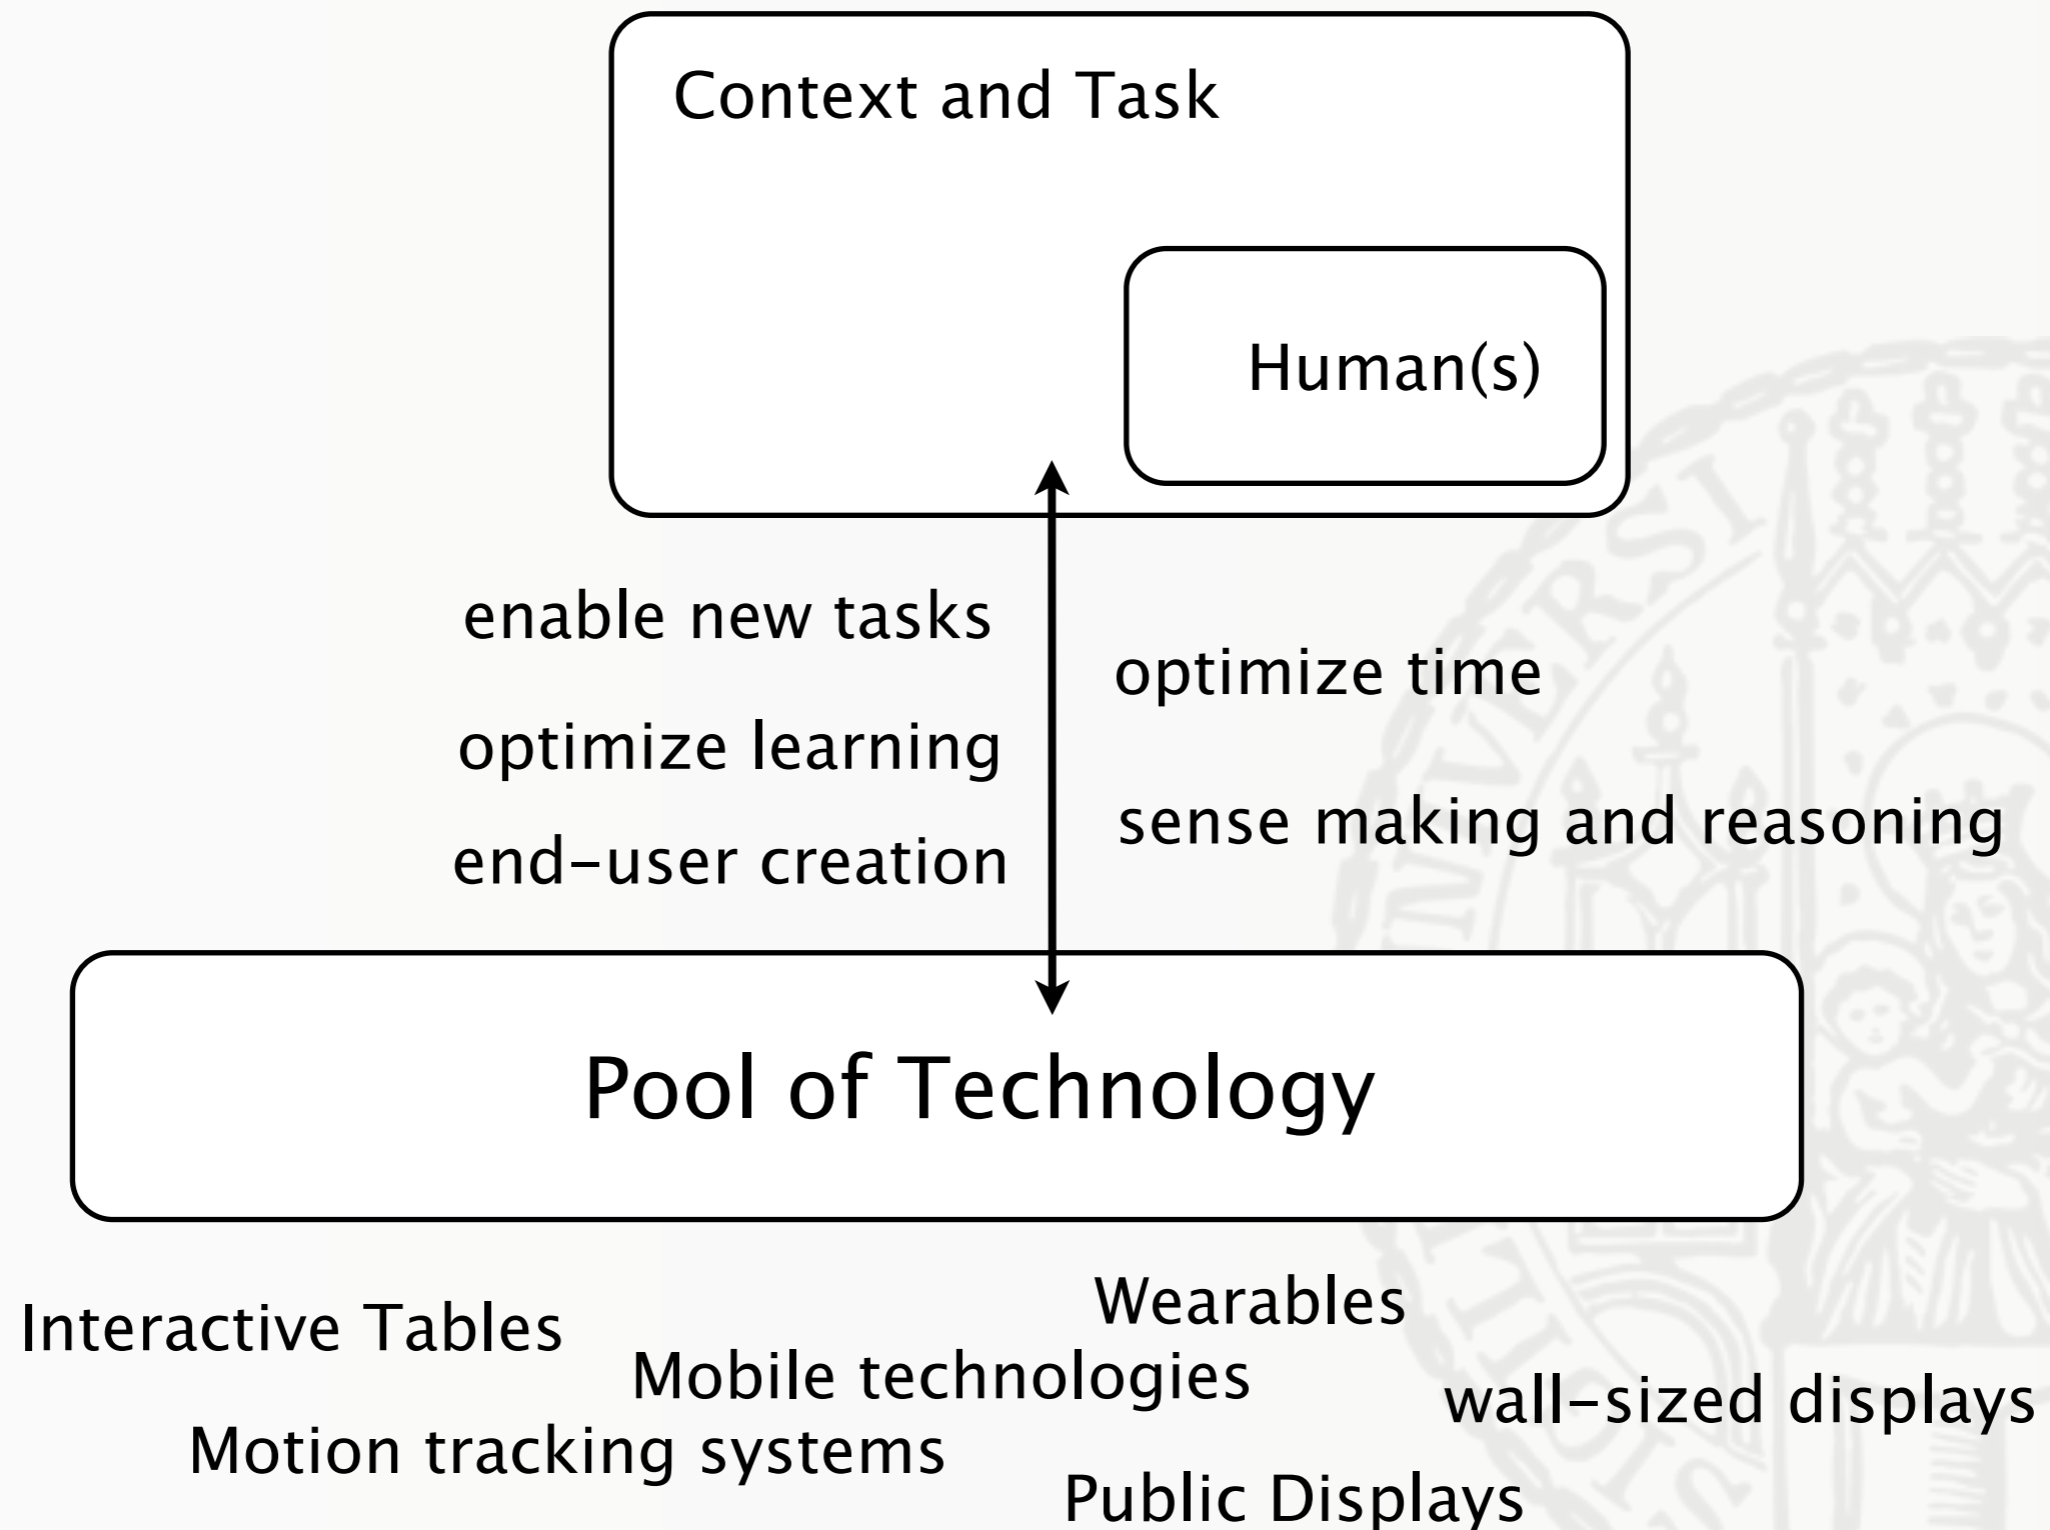 Context and Task
Human(s)
enable new tasks
optimize time
optimize learning
sense making and reasoning
end-user creation
Pool of Technology
Wearables
Interactive Tables
Mobile technologies
wall-sized displays
Motion tracking systems
Public Displays